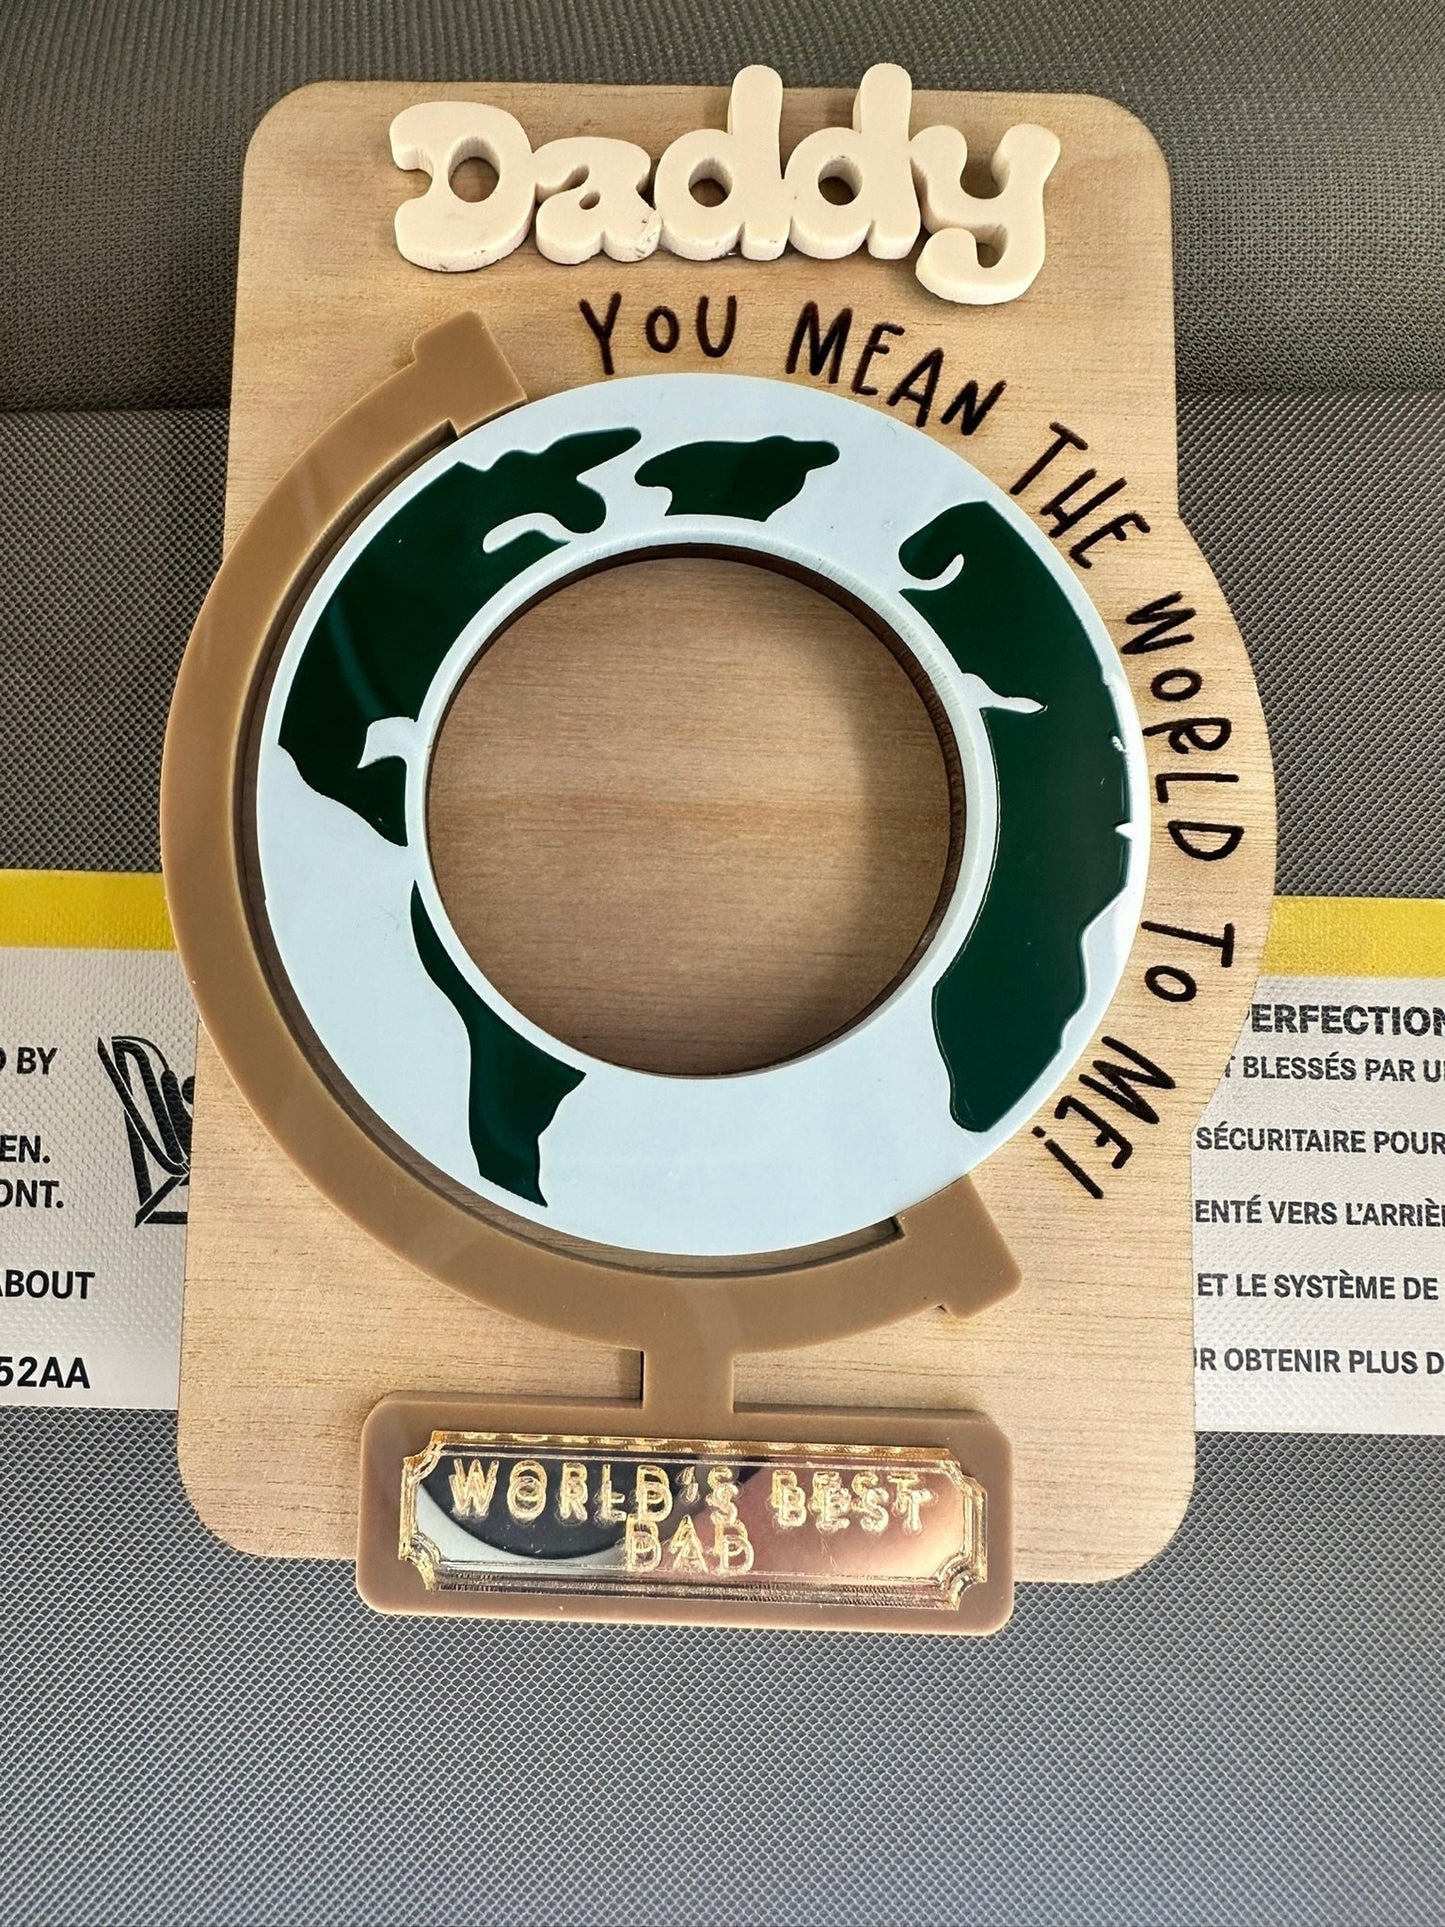 Daddy
YOU MEAN THE WORLD TO ME!
BY
EN.
ONT.
ABOUT
52AA
PERFECTION
T BLESSÉS PAR U
SÉCURITAIRE POUR
ENTÉ VERS L'ARRIÈ
ET LE SYSTÈME DE
R OBTENIR PLUS D
WORLD'S BEST
DAD